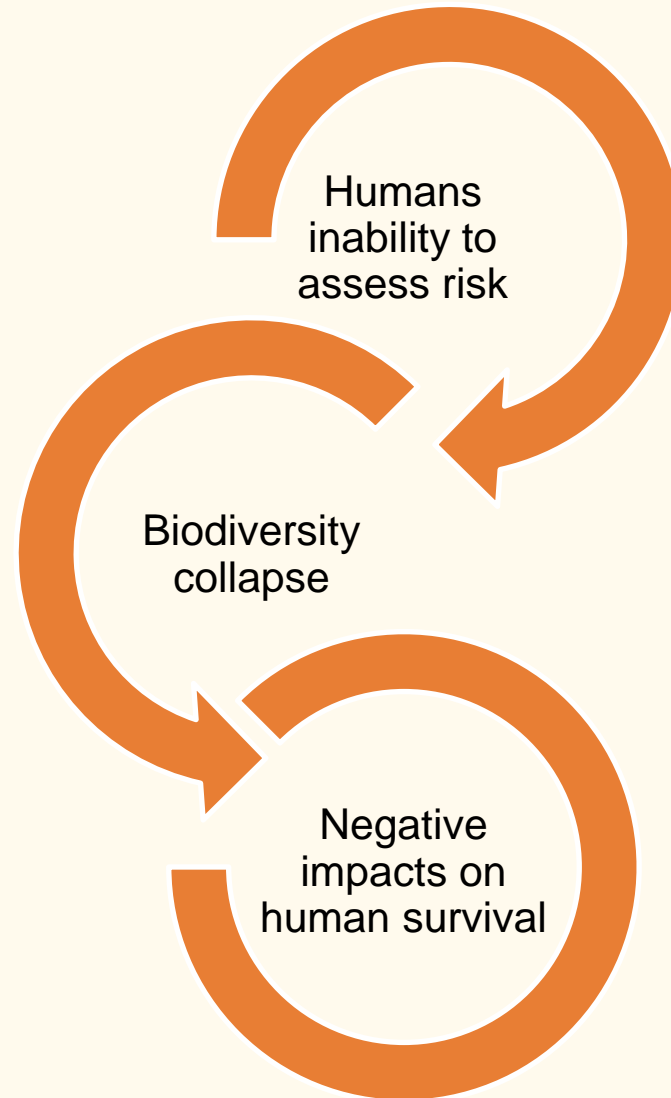 Humans
inability to
assess risk
Biodiversity
collapse
Negative
impacts on
human survival